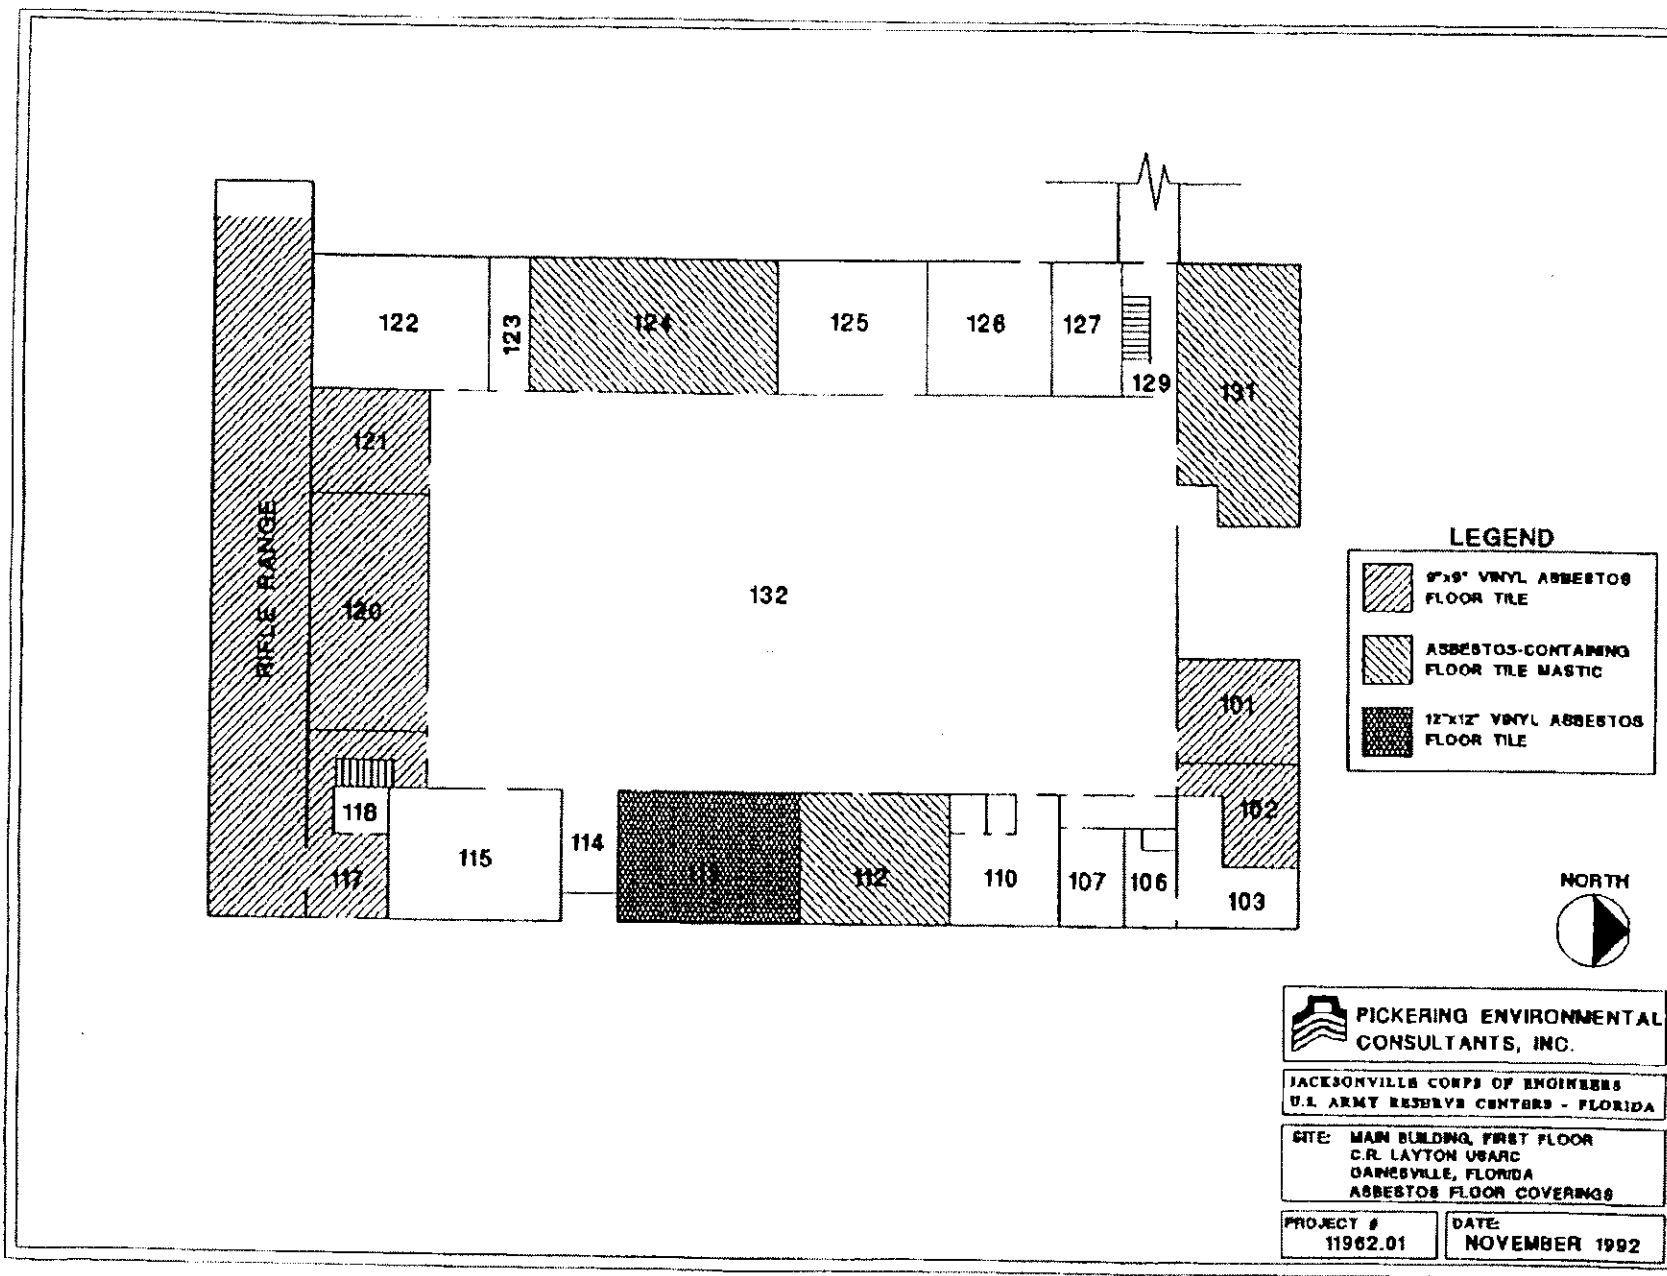 122
123
124
125
126
127
129
131
121
RIFLE RANGE
120
132
101
102
118
117
115
114
112
110
107
106
103
LEGEND
9"x9" VINYL ASBESTOS
FLOOR TILE
ASBESTOS-CONTAINING
FLOOR TILE MASTIC
12"x12" VINYL ASBESTOS
FLOOR TILE
NORTH
PICKERING ENVIRONMENTAL
CONSULTANTS, INC.
JACKSONVILLE CORPS OF ENGINEERS
U.S. ARMY RESERVE CENTERS - FLORIDA
SITE: MAIN BUILDING, FIRST FLOOR
C.R. LAYTON USARC
GAINESVILLE, FLORIDA
ASBESTOS FLOOR COVERINGS
PROJECT #
11962.01
DATE:
NOVEMBER 1992